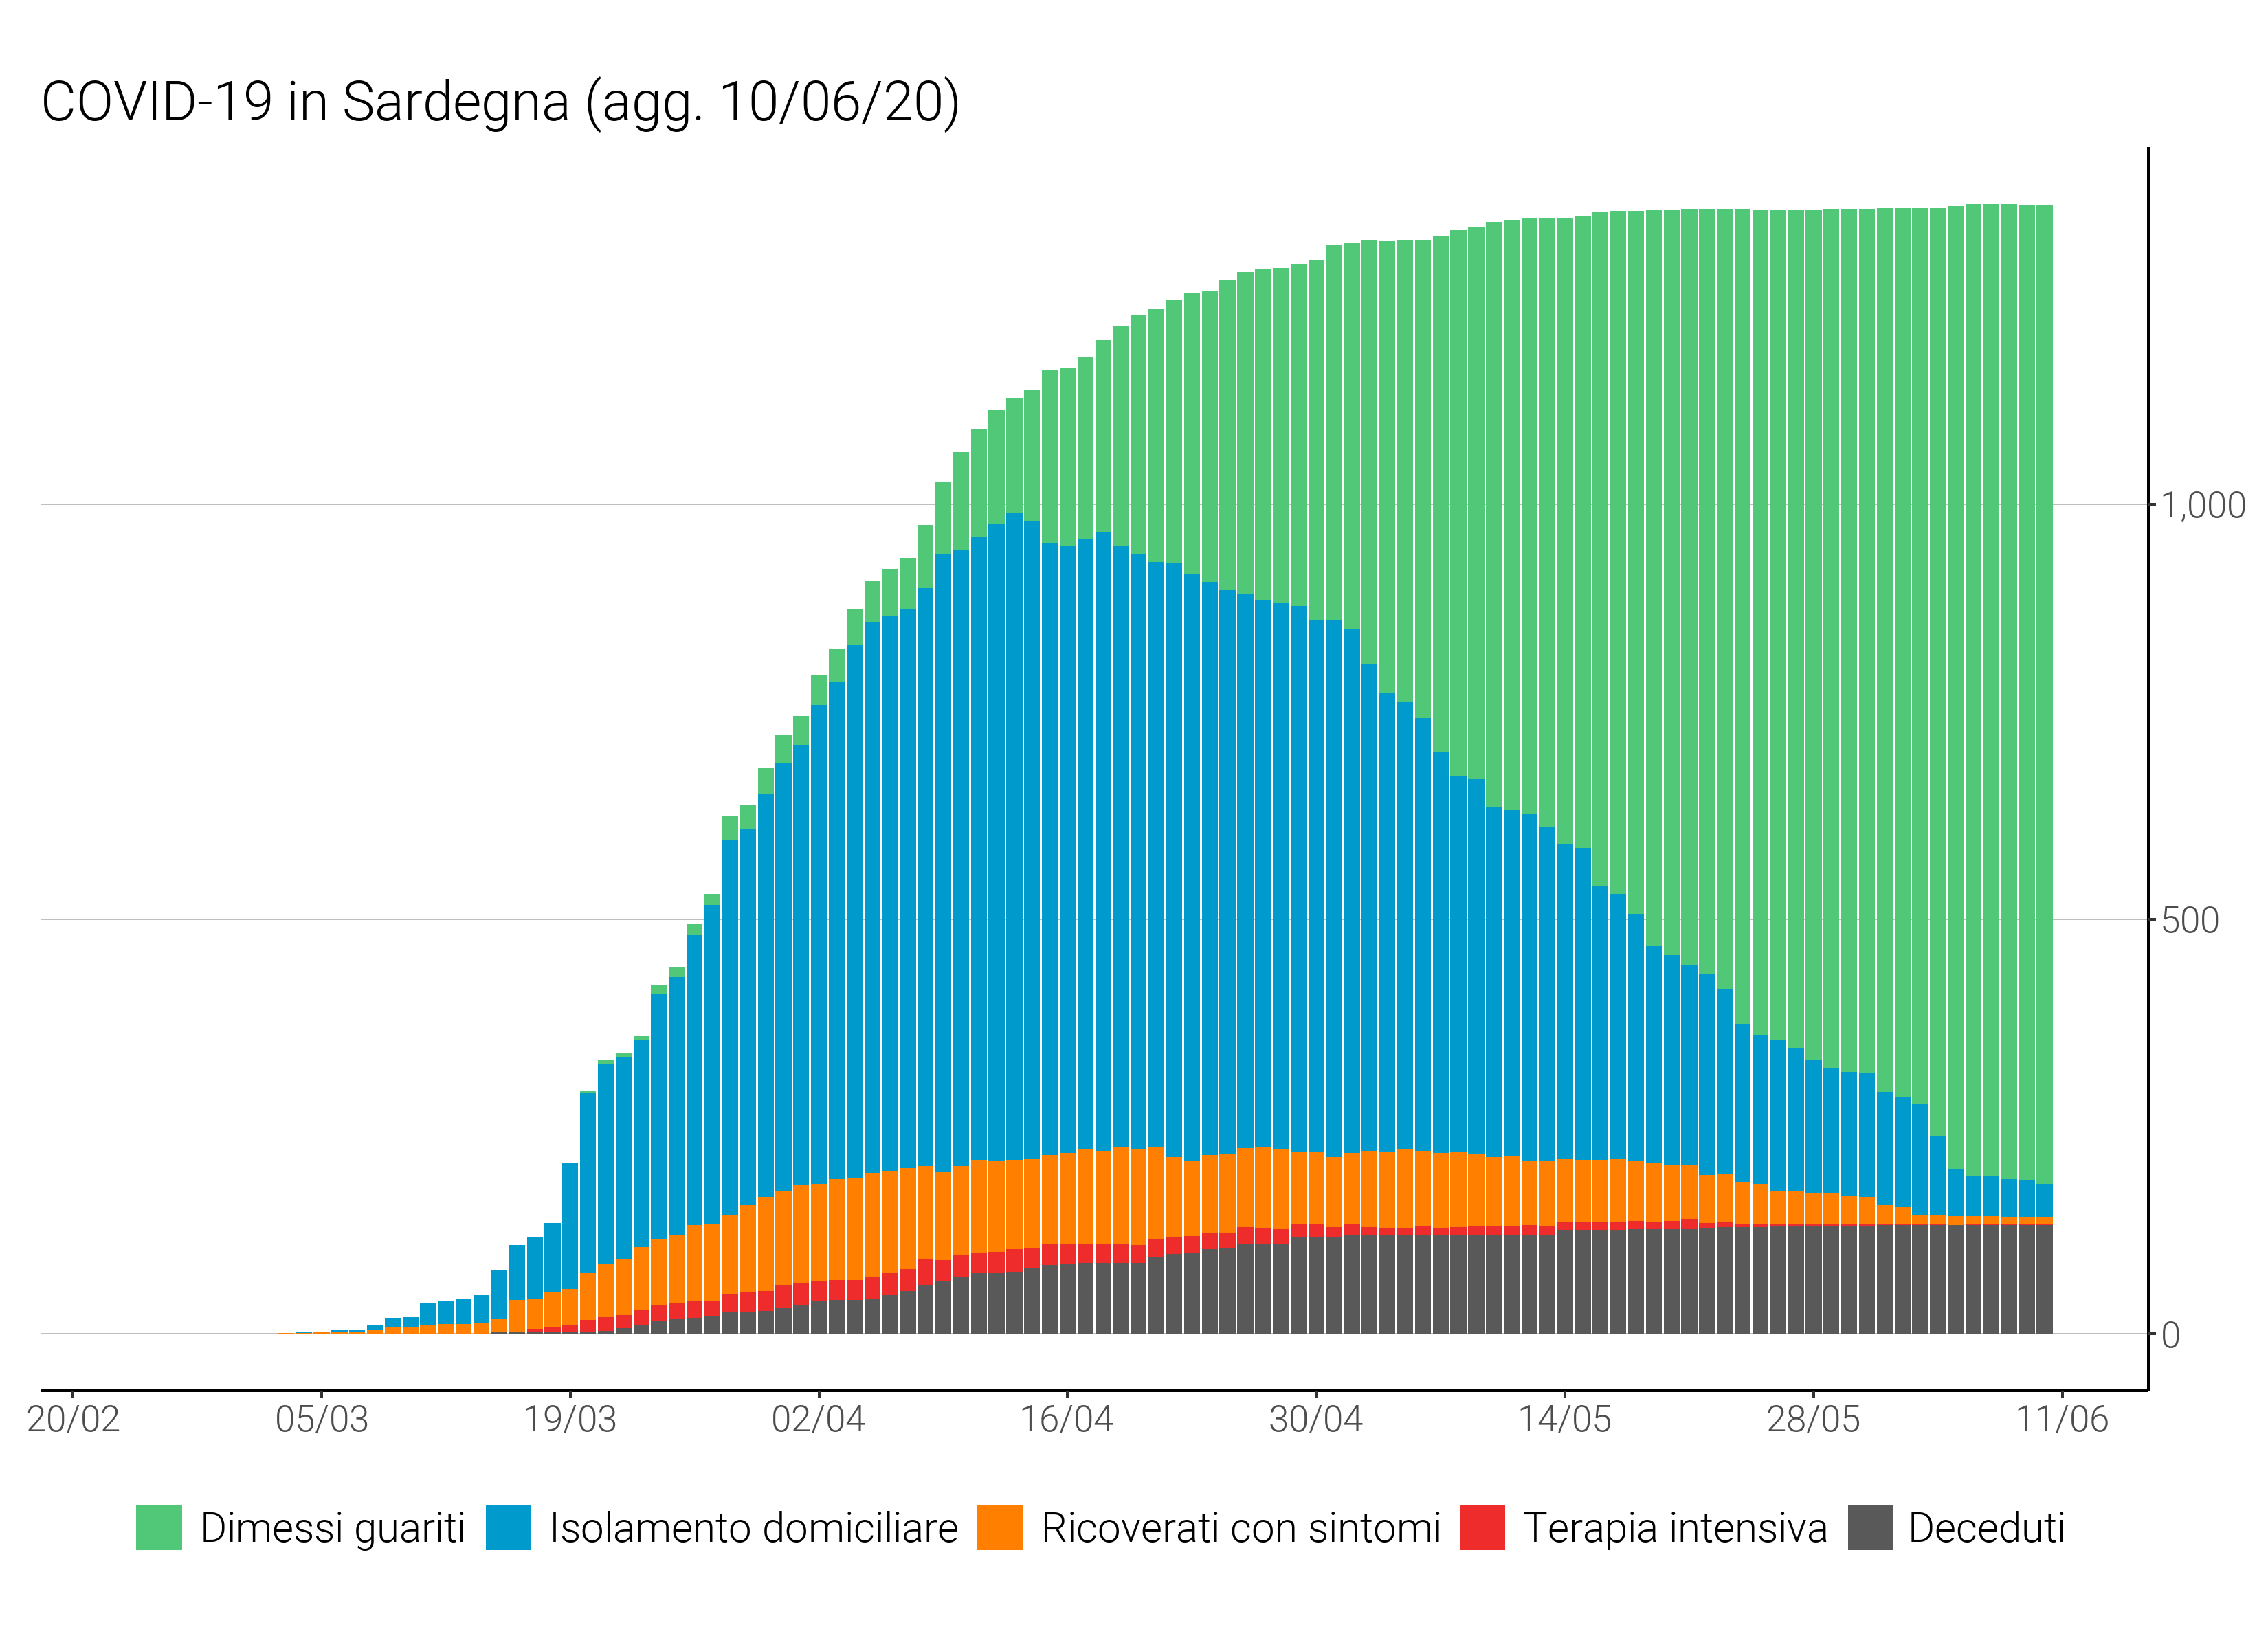 COVID-19 in Sardegna (agg. 10/06/20)
1,000
500
0
20/02 05/03 19/03 02/04 16/04 30/04 14/05 28/05 11/06
Dimessi guariti Isolamento domiciliare Ricoverati con sintomi Terapia intensiva Deceduti